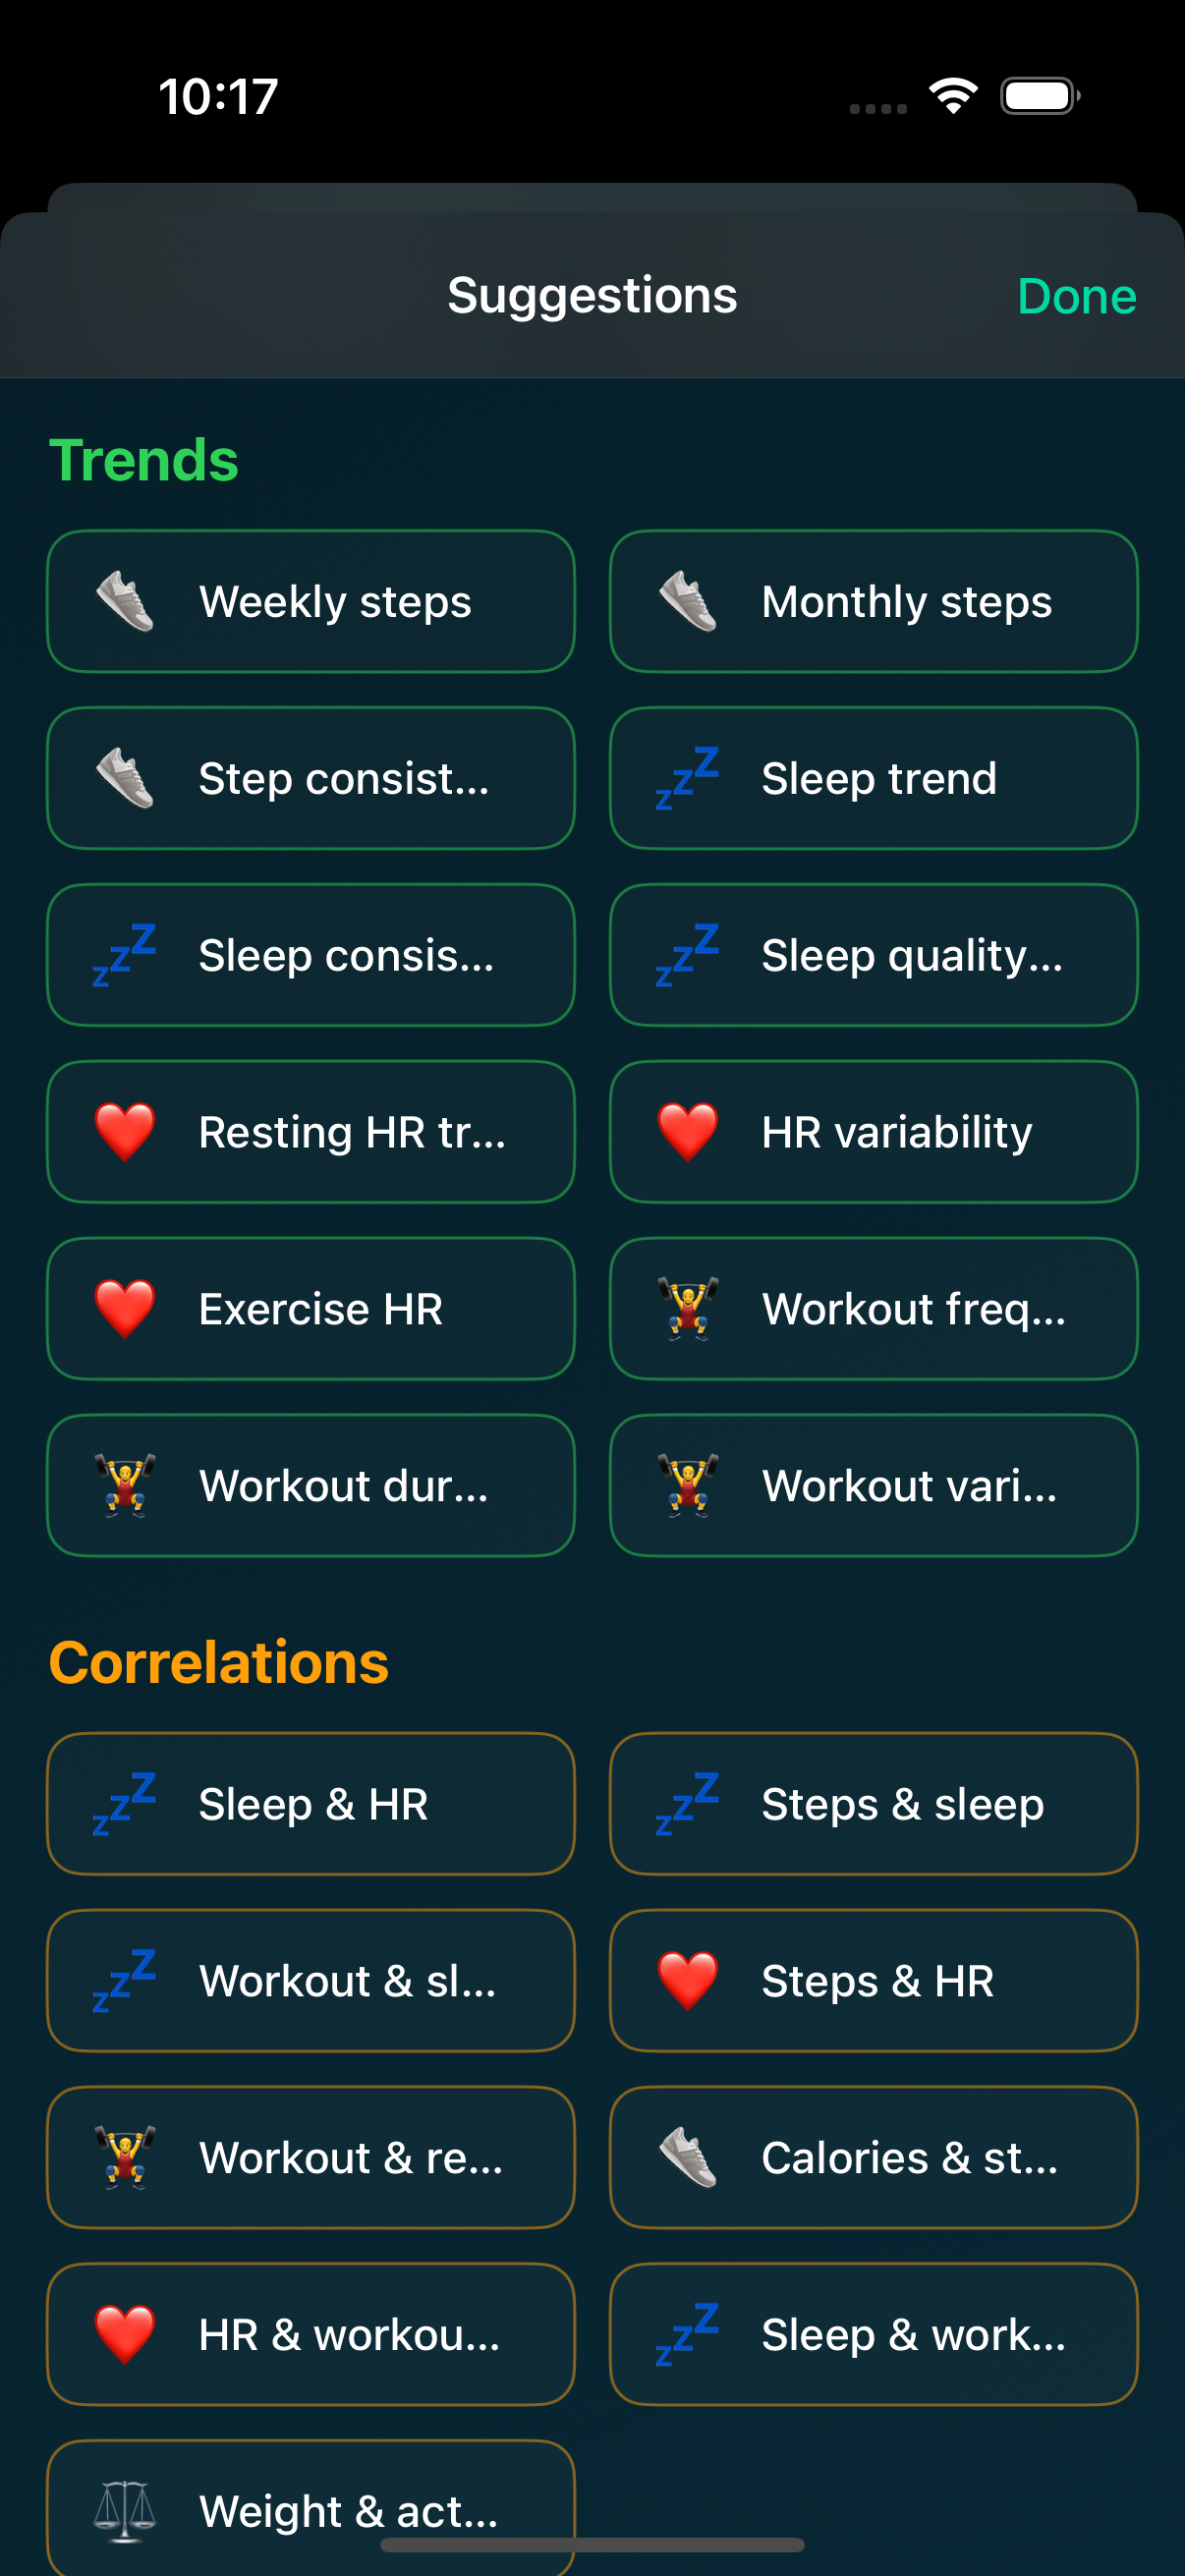 10:17
Suggestions
Done
Trends
Weekly steps
Monthly steps
Step consist...
Sleep trend
Sleep consis...
Sleep quality...
Resting HR tr...
HR variability
Exercise HR
Workout freq...
Workout dur...
Workout vari...
Correlations
Sleep & HR
Steps & sleep
Workout & sl...
Steps & HR
Workout & re...
Calories & st...
HR & workou...
Sleep & work...
Weight & act...